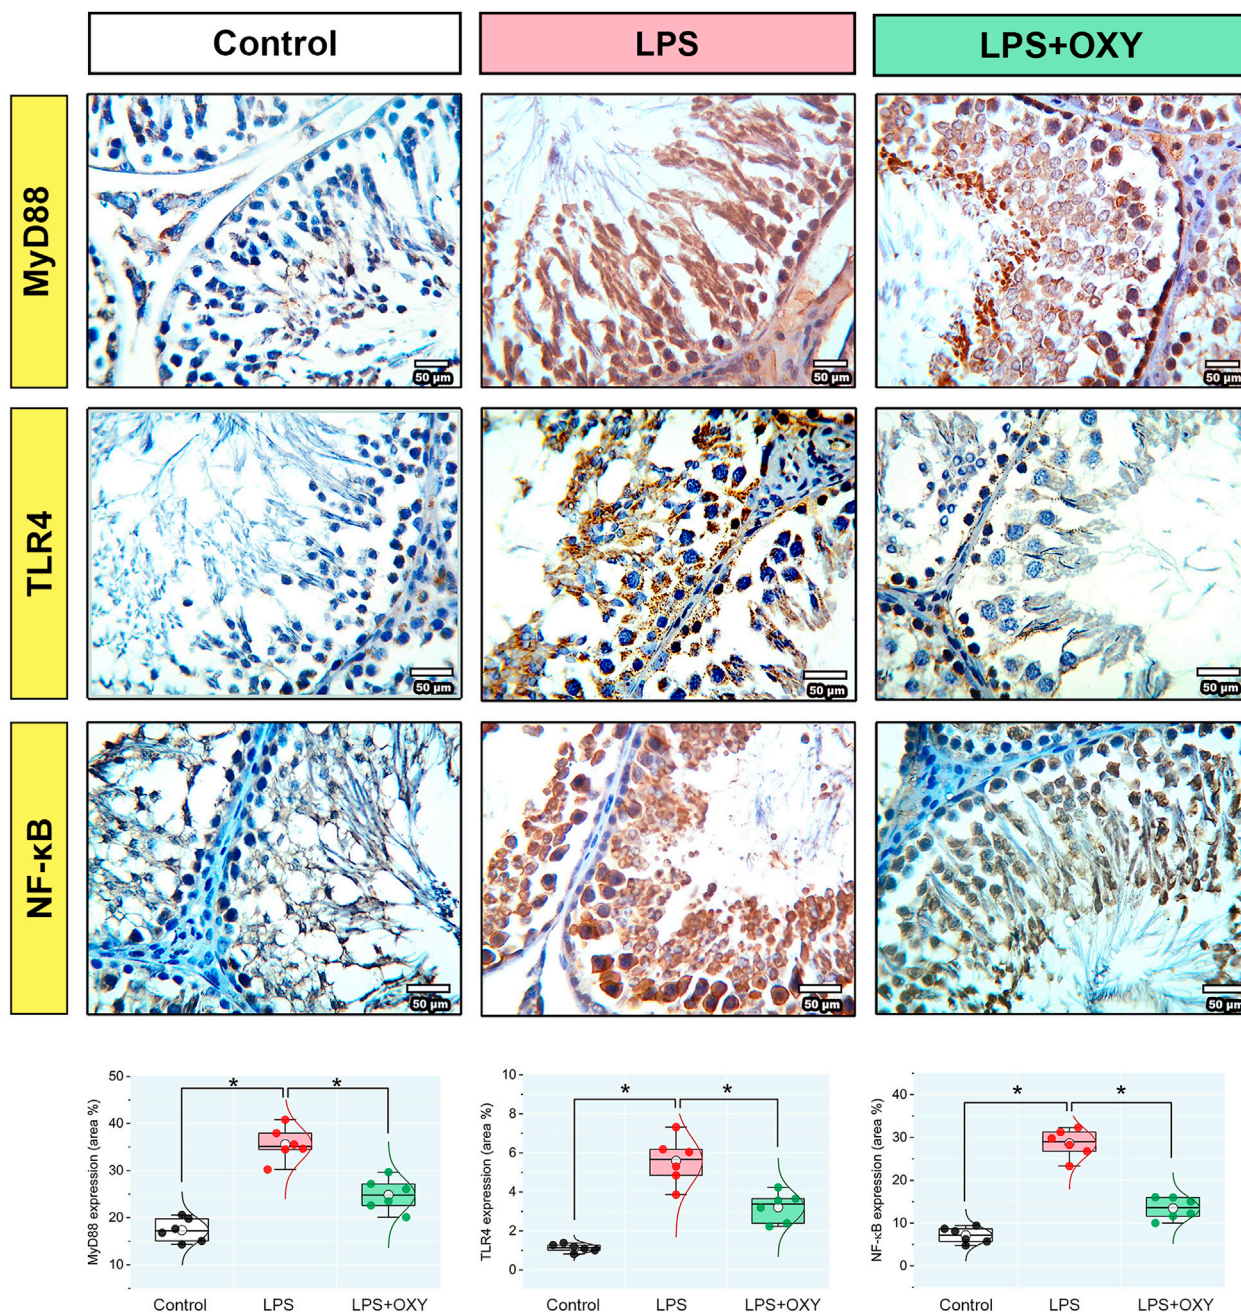 Control
LPS
LPS+OXY
MyD88
50 µm
50 µm
50 µm
TLR4
50 µm
50 µm
50 µm
NF-κB
50 µm
50 µm
50 µm
MyD88 expression (area %)
50
40
30
20
10
*
*
Control
LPS
LPS+OXY
TLR4 expression (area %)
10
8
6
4
2
0
*
*
Control
LPS
LPS+OXY
NF-κB expression (area %)
40
30
20
10
0
*
*
Control
LPS
LPS+OXY